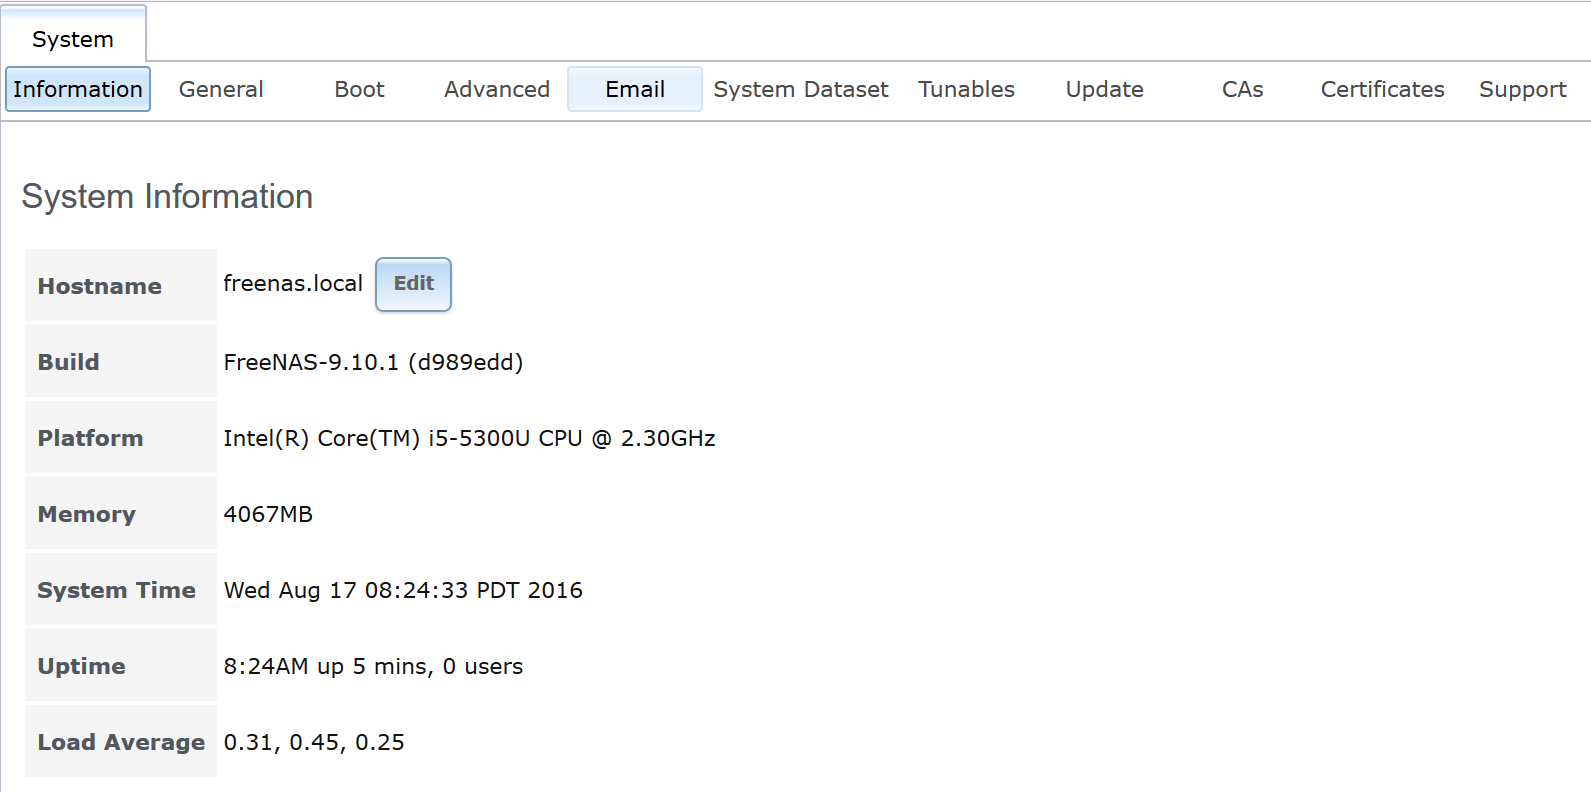 System
Information General Boot Advanced Email System Dataset Tunables Update CAs Certificates Support
System Information
Hostname freenas.local Edit
Build FreeNAS-9.10.1 (d989edd)
Platform Intel(R) Core(TM) i5-5300U CPU @ 2.30GHz
Memory 4067MB
System Time Wed Aug 17 08:24:33 PDT 2016
Uptime 8:24AM up 5 mins, 0 users
Load Average 0.31, 0.45, 0.25